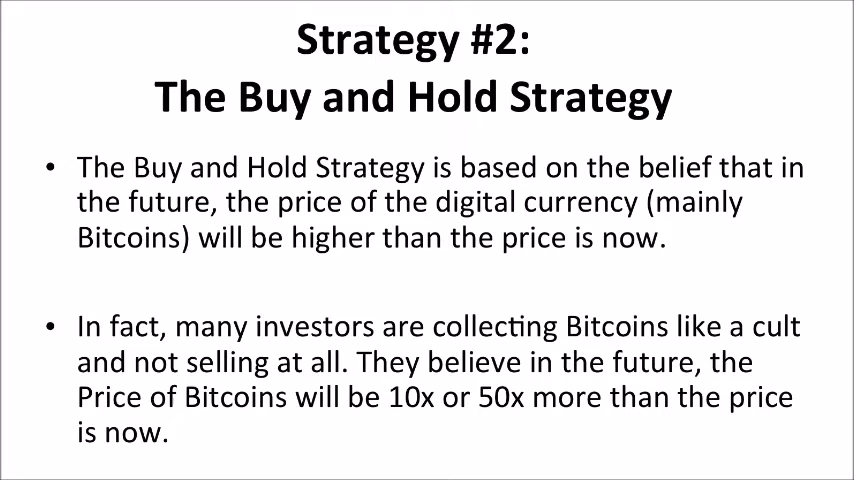 Strategy #2:
The Buy and Hold Strategy
• The Buy and Hold Strategy is based on the belief that in
the future, the price of the digital currency (mainly
Bitcoins) will be higher than the price is now.
• In fact, many investors are collecting Bitcoins like a cult
and not selling at all. They believe in the future, the
Price of Bitcoins will be 10x or 50x more than the price
is now.